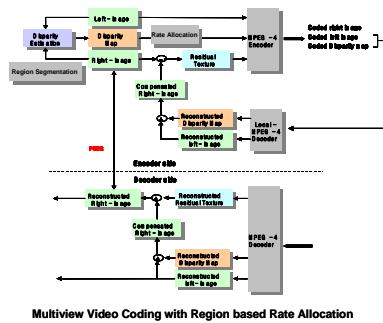 Left-image
Disparity
Estimation
Disparity
Map
Rate Allocation
MPEG -4
Encoder
Coded right image
Coded left image
Coded Disparity map
Region Segmentation
Right-image
Residual
Texture
Compensated
Right-image
Reconstructed
Disparity Map
Reconstructed
left-image
Local-
MPEG -4
Decoder
PSNR
Encoder side
Decoder side
Reconstructed
Right-image
Reconstructed
Residual Texture
Compensated
Right-image
MPEG -4
Decoder
Reconstructed
Disparity Map
Reconstructed
left-image
Multiview Video Coding with Region based Rate Allocation